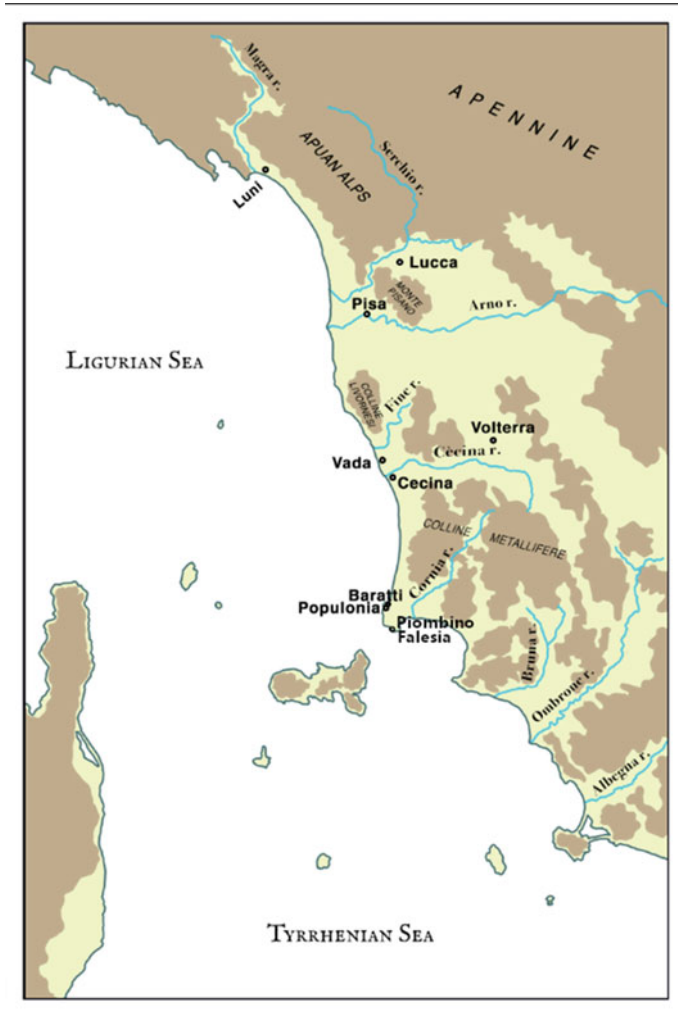 Magra r.
APENNINE
APUAN ALPS
Serchio r.
Luni
Lucca
MONTE
PISANO
Pisa
Arno r.
LIGURIAN SEA
COLLINE
LIVORNESI
Fine r.
Volterra
Cècina r.
Vada
Cecina
COLLINE
METALLIFERE
Cornia r.
Baratti
Populonia
Piombino
Falesia
Bruna r.
Ombrone r.
Albegna r.
TYRRHENIAN SEA